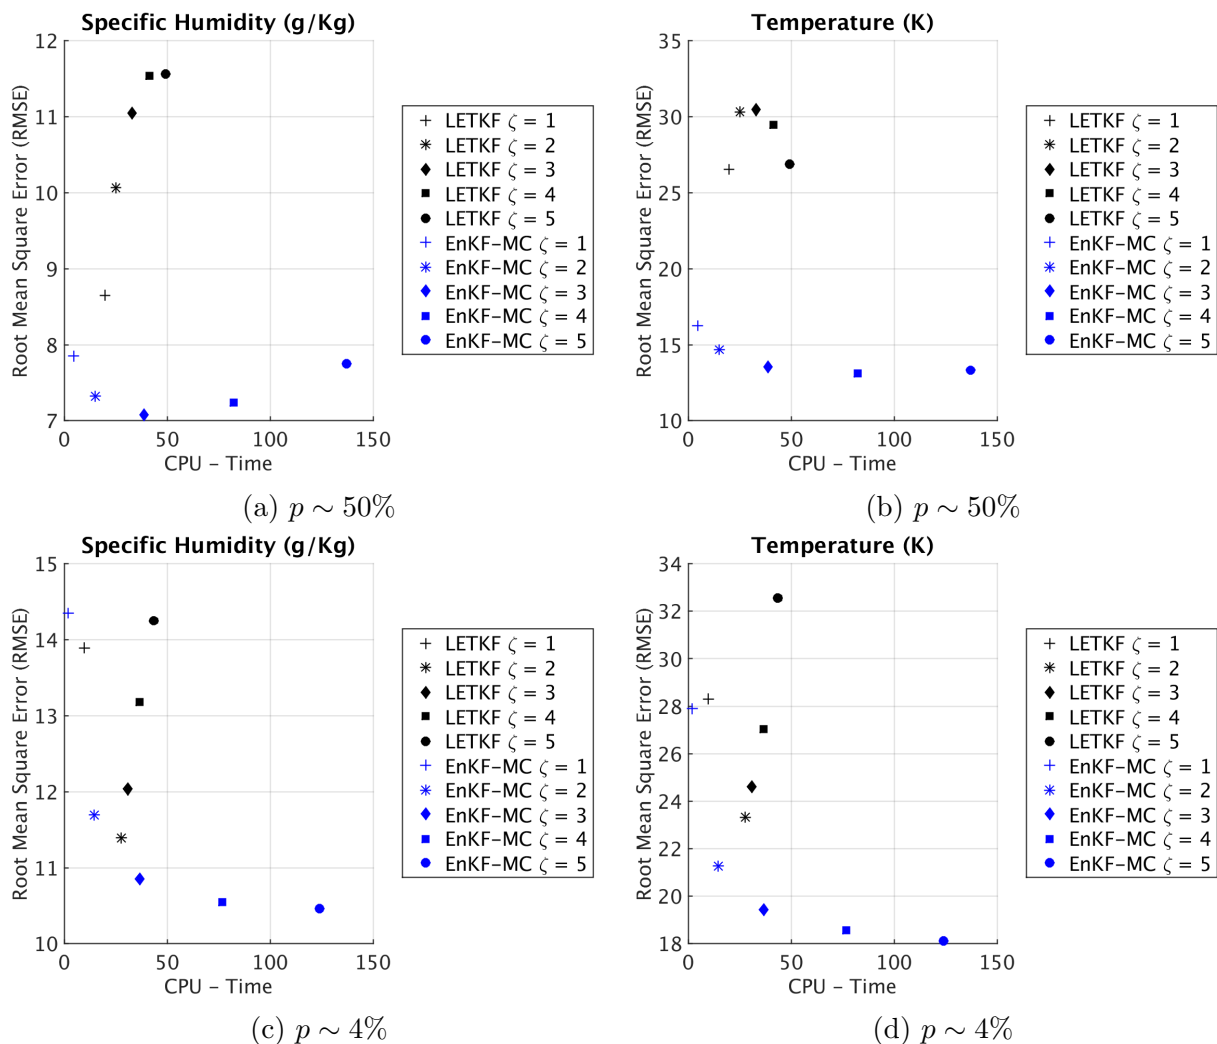 Specific Humidity (g/Kg)
Root Mean Square Error (RMSE)
12
11
10
9
8
7
0 50 100 150
CPU – Time
LETKF ζ = 1
LETKF ζ = 2
LETKF ζ = 3
LETKF ζ = 4
LETKF ζ = 5
EnKF–MC ζ = 1
EnKF–MC ζ = 2
EnKF–MC ζ = 3
EnKF–MC ζ = 4
EnKF–MC ζ = 5
(a) p ∼ 50%
Temperature (K)
Root Mean Square Error (RMSE)
35
30
25
20
15
10
0 50 100 150
CPU – Time
LETKF ζ = 1
LETKF ζ = 2
LETKF ζ = 3
LETKF ζ = 4
LETKF ζ = 5
EnKF–MC ζ = 1
EnKF–MC ζ = 2
EnKF–MC ζ = 3
EnKF–MC ζ = 4
EnKF–MC ζ = 5
(b) p ∼ 50%
Specific Humidity (g/Kg)
Root Mean Square Error (RMSE)
15
14
13
12
11
10
0 50 100 150
CPU – Time
LETKF ζ = 1
LETKF ζ = 2
LETKF ζ = 3
LETKF ζ = 4
LETKF ζ = 5
EnKF–MC ζ = 1
EnKF–MC ζ = 2
EnKF–MC ζ = 3
EnKF–MC ζ = 4
EnKF–MC ζ = 5
(c) p ∼ 4%
Temperature (K)
Root Mean Square Error (RMSE)
34
32
30
28
26
24
22
20
18
0 50 100 150
CPU – Time
LETKF ζ = 1
LETKF ζ = 2
LETKF ζ = 3
LETKF ζ = 4
LETKF ζ = 5
EnKF–MC ζ = 1
EnKF–MC ζ = 2
EnKF–MC ζ = 3
EnKF–MC ζ = 4
EnKF–MC ζ = 5
(d) p ∼ 4%